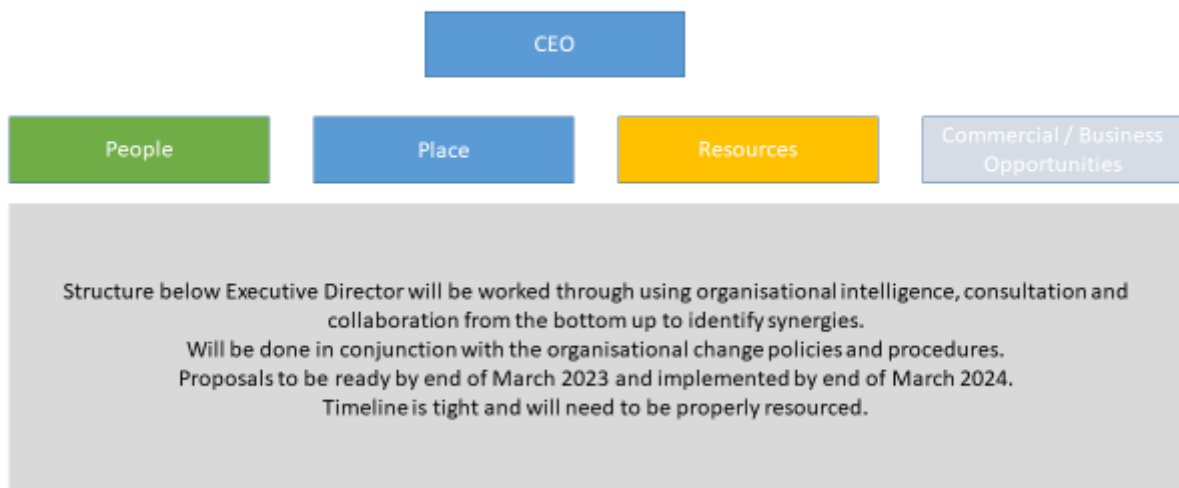 CEO
People
Place
Resources
Commercial / Business
Opportunities
Structure below Executive Director will be worked through using organisational intelligence, consultation and
collaboration from the bottom up to identify synergies.
Will be done in conjunction with the organisational change policies and procedures.
Proposals to be ready by end of March 2023 and implemented by end of March 2024.
Timeline is tight and will need to be properly resourced.